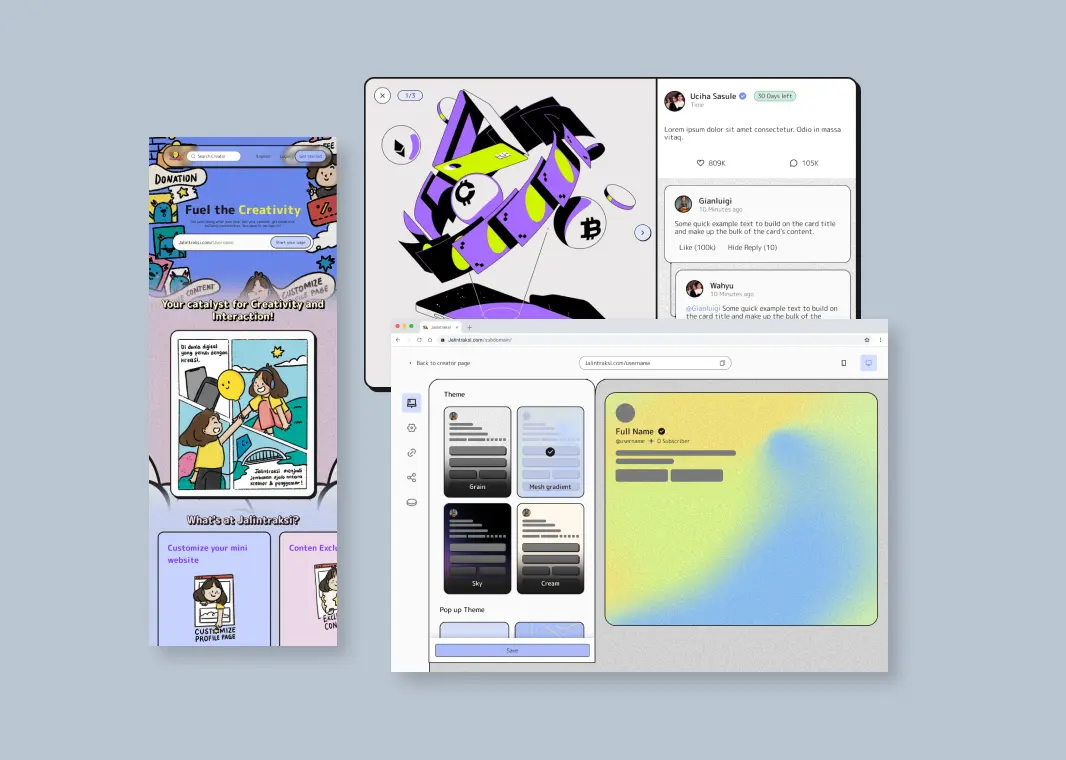 Search Creator
Explore
Get started
DONATION
Fuel the Creativity
Jalintraksi.com/Username
Start your page
CONTENT
CUSTOMIZE
PROFILE PAGE
Your catalyst for Creativity and
Interaction!
Di dunia digital
yang penuh dengan
kreasi.
Jalintraksi menjadi
jembatan ajaib antara
kreator & penggemar!
What's at Jalintraksi?
Customize your mini
website
CUSTOMIZE
PROFILE PAGE
Conten Exclu
1/3
Uciha Sasule
30 Days left
Lorem ipsum dolor sit amet consectetur. Odio in massa
vitaq.
809K
105K
Gianluigi
10 Minutes ago
Some quick example text to build on the card title
and make up the bulk of the card's content.
Like (100k)
Hide Reply (10)
Wahyu
10 Minutes ago
@Gianluigi Some quick example text to build on
the card title and make up the bulk of the
Jalintraksi
Jalintraksi.com/subdomain/
Back to creator page
Jalintraksi.com/username
Theme
Grain
Mesh gradient
Sky
Cream
Pop up Theme
Save
Full Name
@username
0 Subscriber